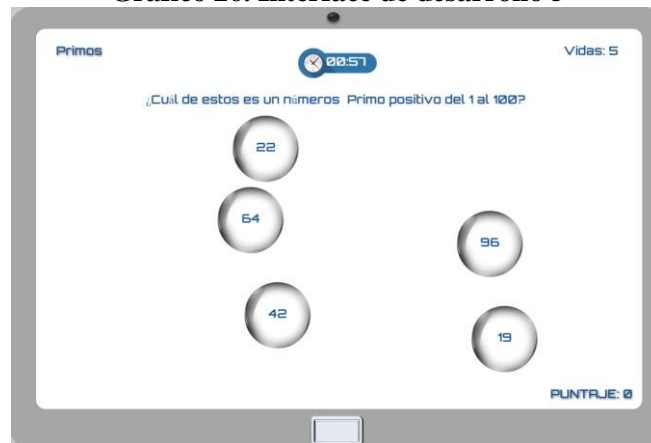 Gráfico 20. Interface de desarrollo 3
Primos
00:57
Vidas: 5
¿Cuál de estos es un números Primo positivo del 1 al 100?
22
64
96
42
19
PUNTAJE: 0